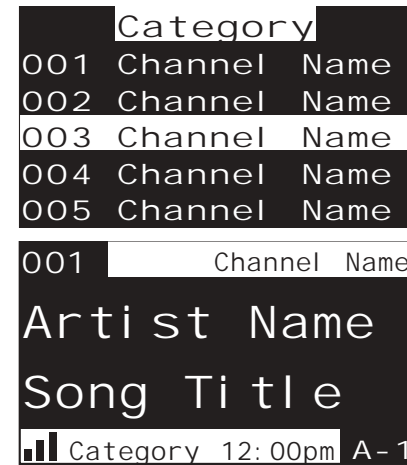 Category
001 Channel Name
002 Channel Name
003 Channel Name
004 Channel Name
005 Channel Name
001 Channel Name
Artist Name
Song Title
Category 12:00pm A-1